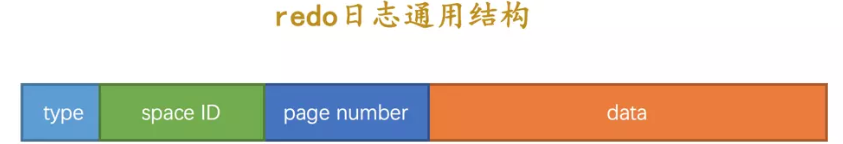 redo日志通用结构
type space ID page number data